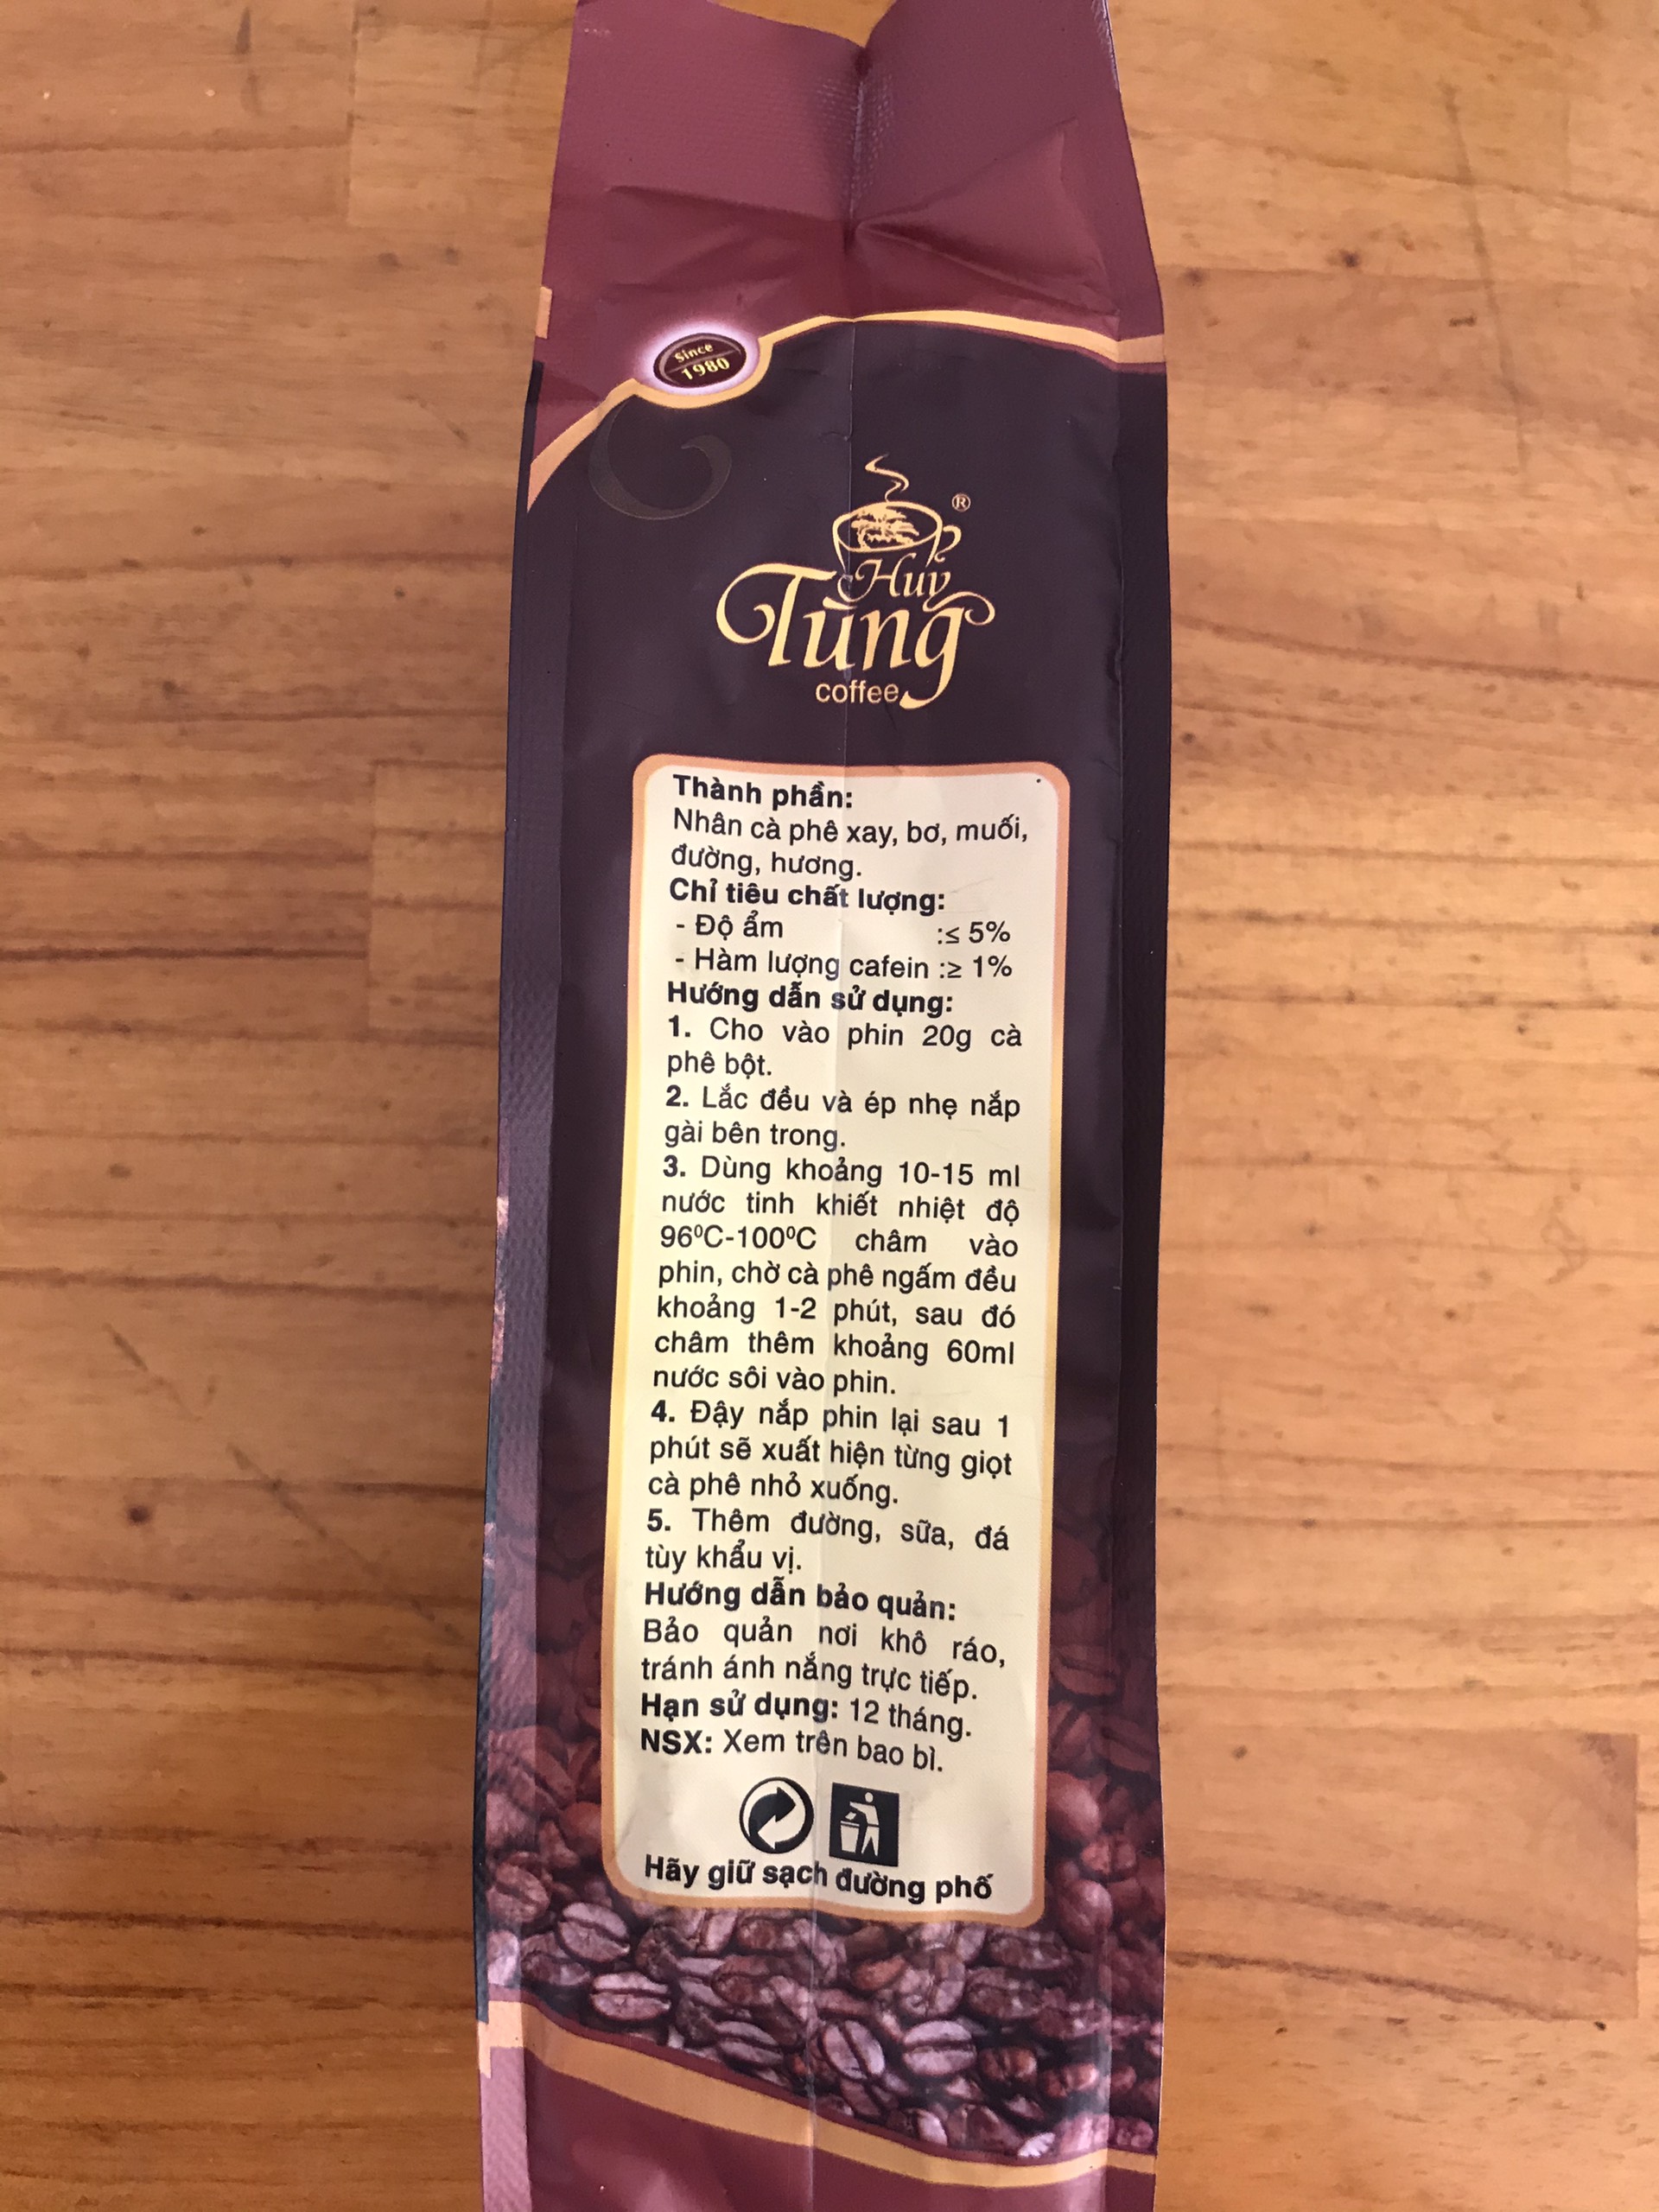 Since
1980
®
Huy
Tùng
coffee
Thành phần:
Nhân cà phê xay, bơ, muối,
đường, hương.
Chỉ tiêu chất lượng:
- Độ ẩm :≤ 5%
- Hàm lượng cafein :≥ 1%
Hướng dẫn sử dụng:
1. Cho vào phin 20g cà
phê bột.
2. Lắc đều và ép nhẹ nắp
gài bên trong.
3. Dùng khoảng 10-15 ml
nước tinh khiết nhiệt độ
96⁰C-100⁰C châm vào
phin, chờ cà phê ngấm đều
khoảng 1-2 phút, sau đó
châm thêm khoảng 60ml
nước sôi vào phin.
4. Đậy nắp phin lại sau 1
phút sẽ xuất hiện từng giọt
cà phê nhỏ xuống.
5. Thêm đường, sữa, đá
tùy khẩu vị.
Hướng dẫn bảo quản:
Bảo quản nơi khô ráo,
tránh ánh nắng trực tiếp.
Hạn sử dụng: 12 tháng.
NSX: Xem trên bao bì.
Hãy giữ sạch đường phố